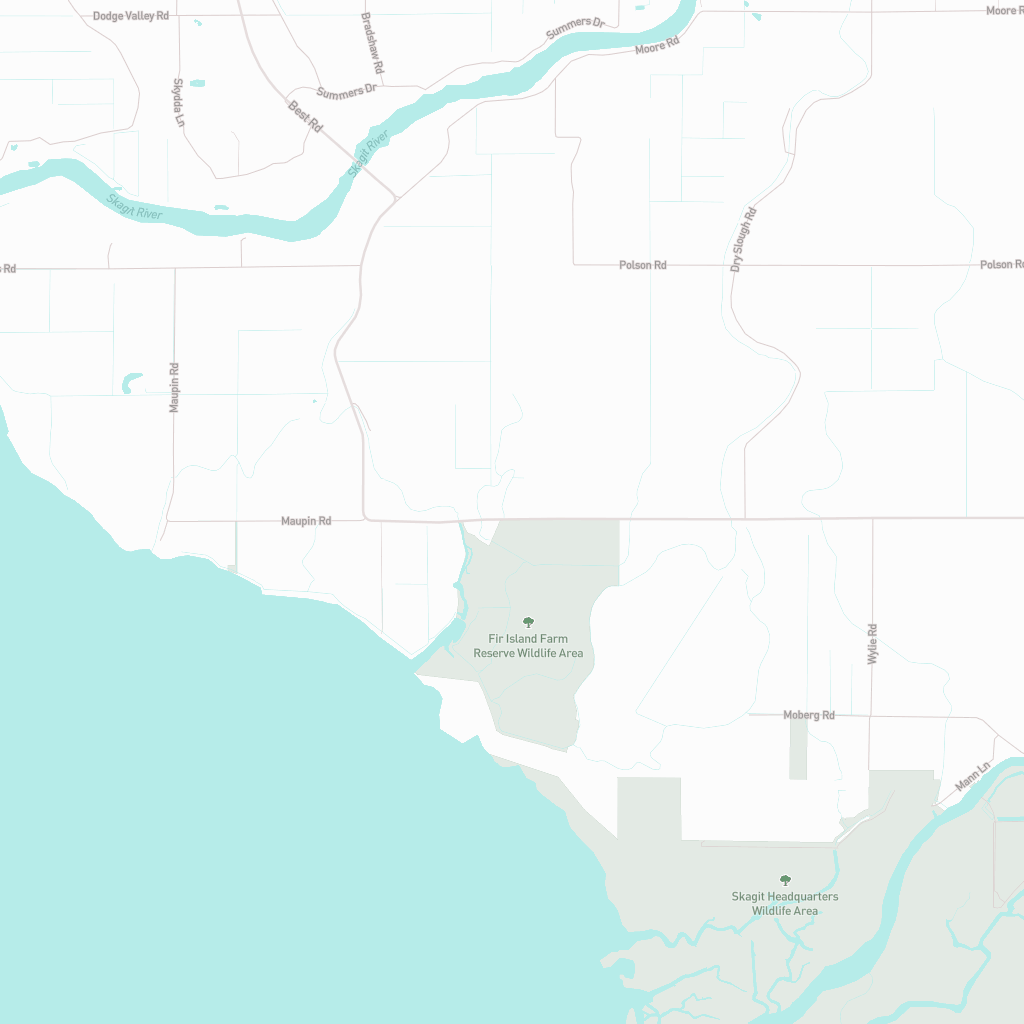 Dodge Valley Rd
Bradshaw Rd
Summers Dr
Moore Rd
Moore R
Skydda Ln
Summers Dr
Best Rd
Skagit River
Skagit River
Dry Slough Rd
s Rd
Polson Rd
Polson Rd
Maupin Rd
Maupin Rd
Fir Island Farm
Reserve Wildlife Area
Wylie Rd
Moberg Rd
Mann Ln
Skagit Headquarters
Wildlife Area